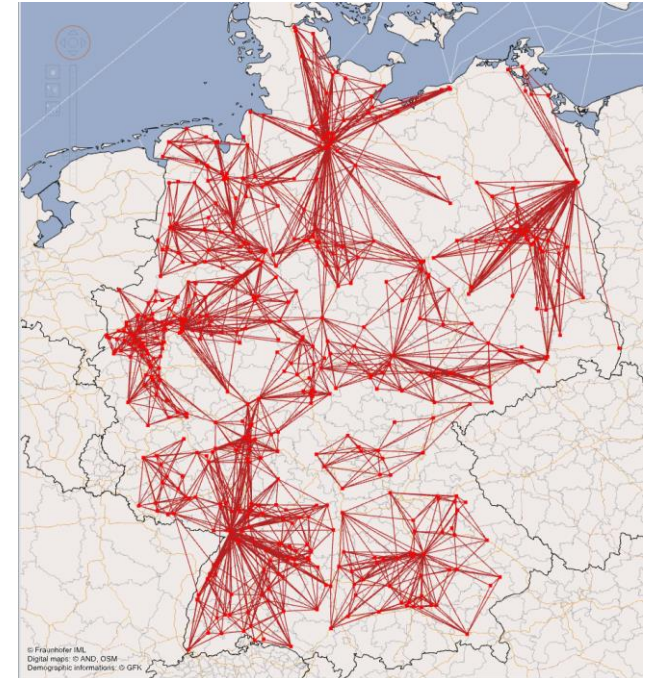 © Fraunhofer IML
Digital maps: © AND, OSM
Demographic informations: © GFK